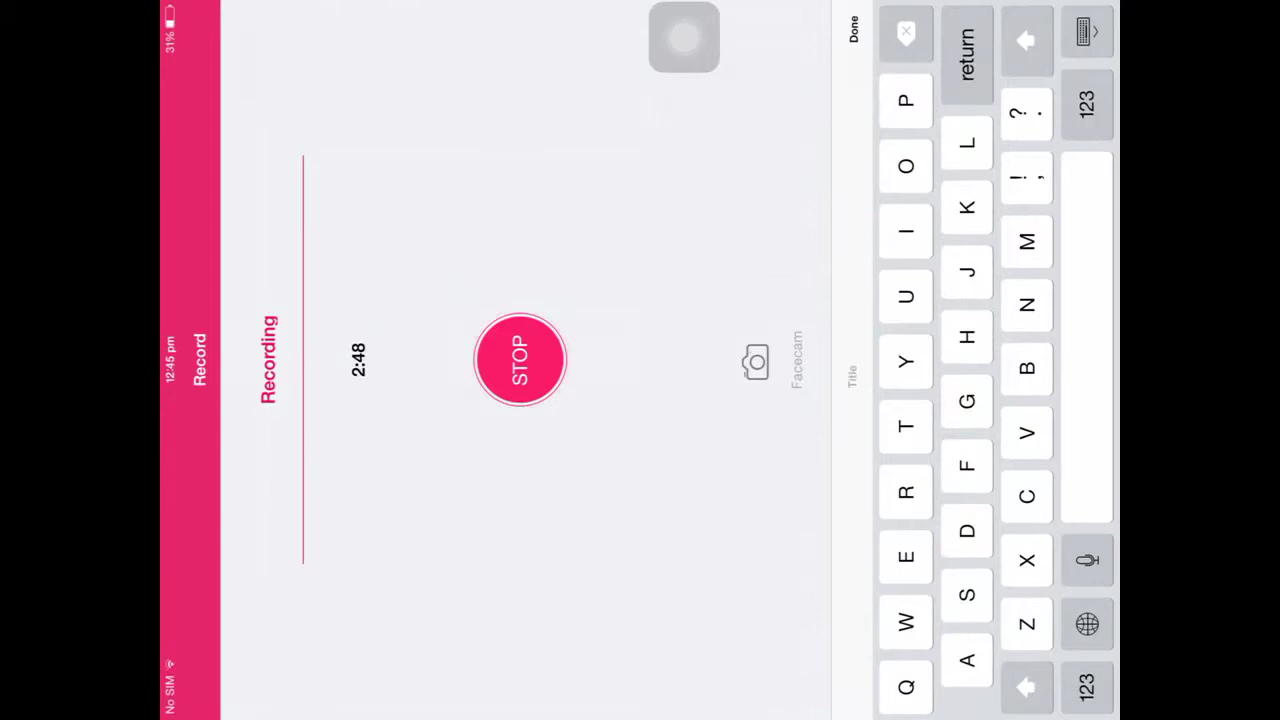 No SIM 12:45 pm 31%
Record
Recording
2:48
STOP
Facecam
Title Done
Q W E R T Y U I O P
A S D F G H J K L return
Z X C V B N M ! , ? .
123 123